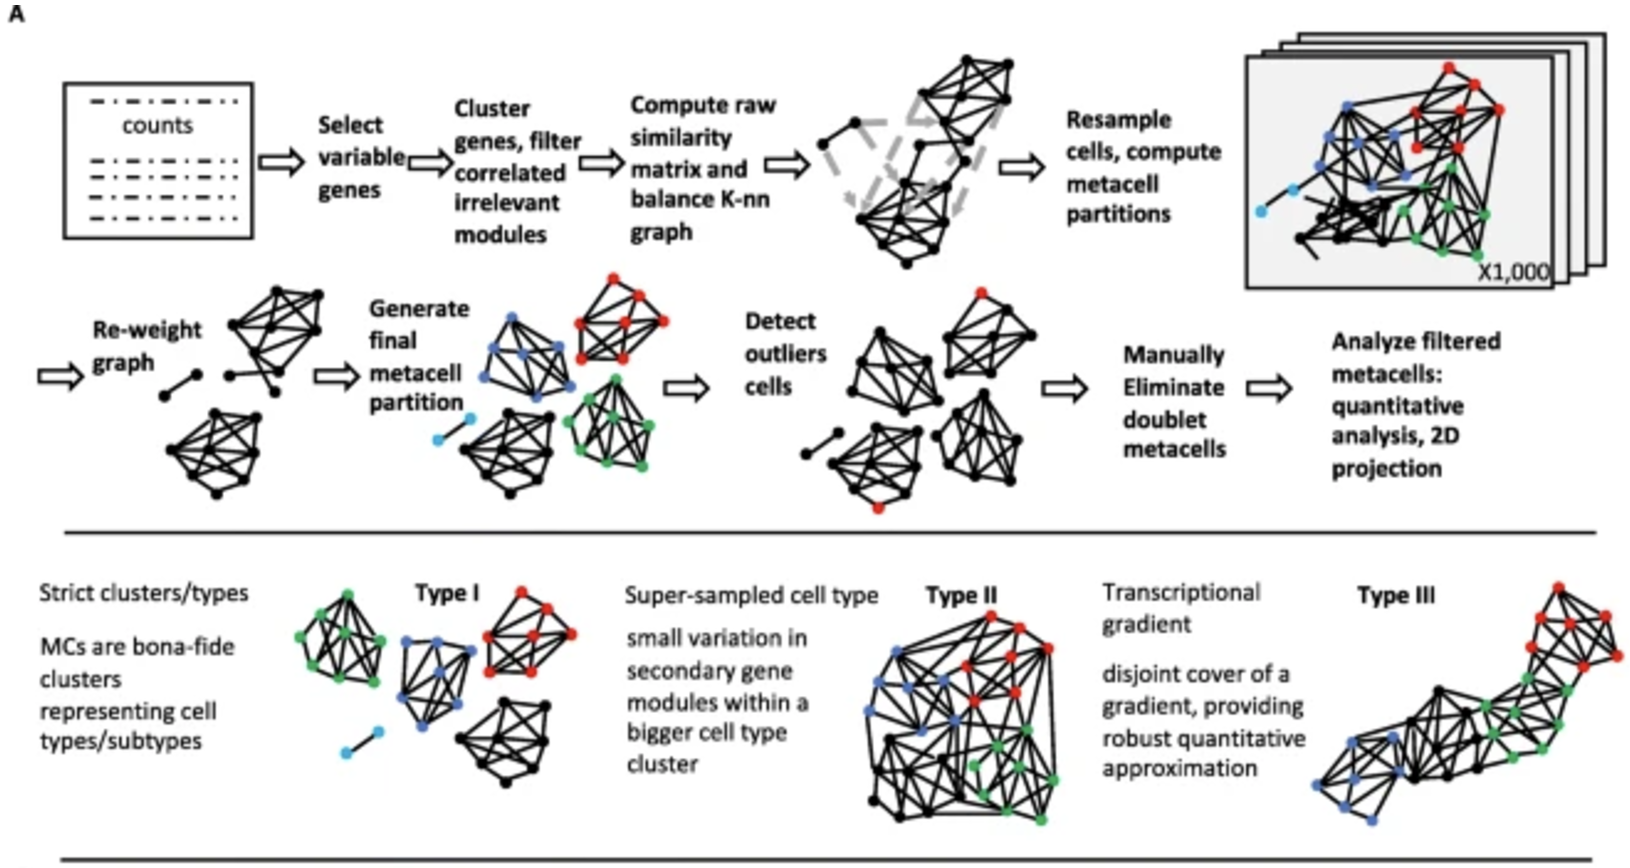 A
counts
Select
variable
genes
Cluster
genes, filter
correlated
irrelevant
modules
Compute raw
similarity
matrix and
balance K-nn
graph
Resample
cells, compute
metacell
partitions
X1,000
Re-weight
graph
Generate
final
metacell
partition
Detect
outliers
cells
Manually
Eliminate
doublet
metacells
Analyze filtered
metacells:
quantitative
analysis, 2D
projection
Strict clusters/types
Type I
MCs are bona-fide
clusters
representing cell
types/subtypes
Super-sampled cell type
Type II
small variation in
secondary gene
modules within a
bigger cell type
cluster
Transcriptional
gradient
Type III
disjoint cover of a
gradient, providing
robust quantitative
approximation